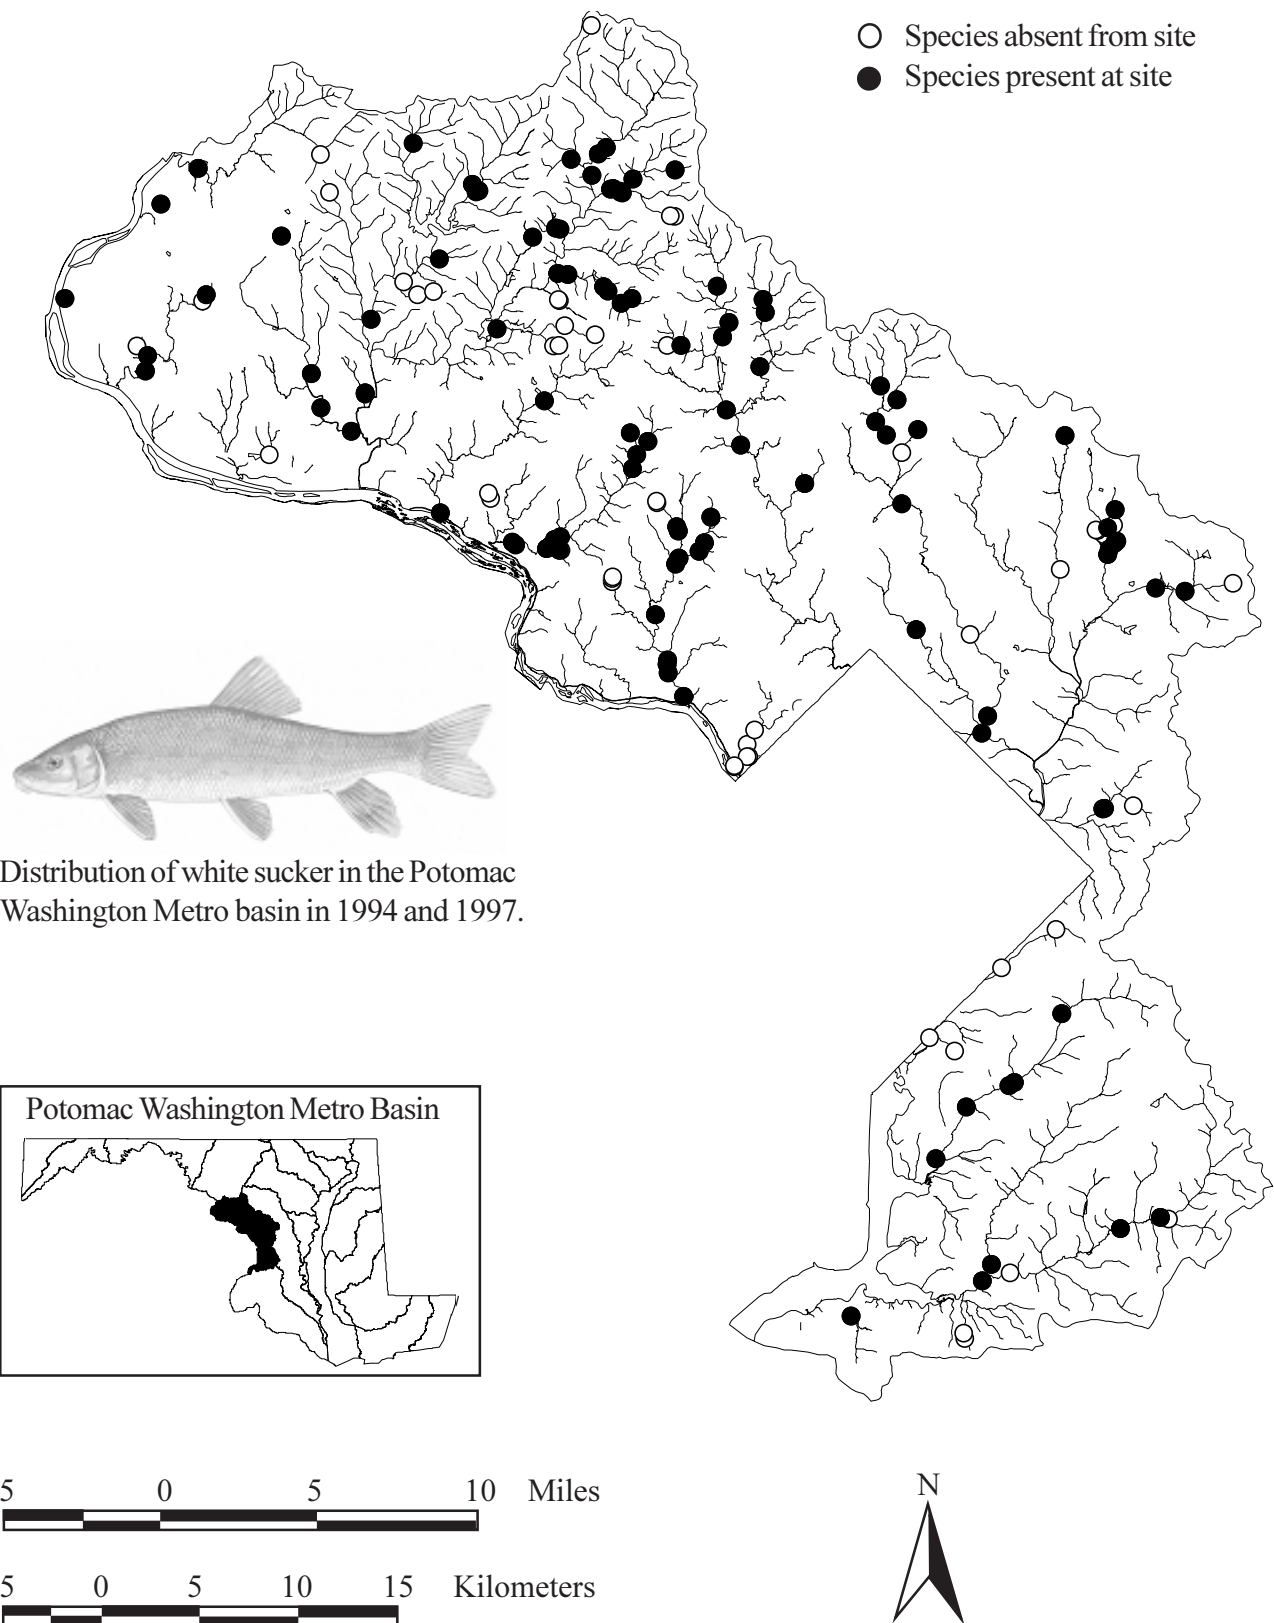 Species absent from site
Species present at site
Distribution of white sucker in the Potomac
Washington Metro basin in 1994 and 1997.
Potomac Washington Metro Basin
5 0 5 10 Miles
5 0 5 10 15 Kilometers
N